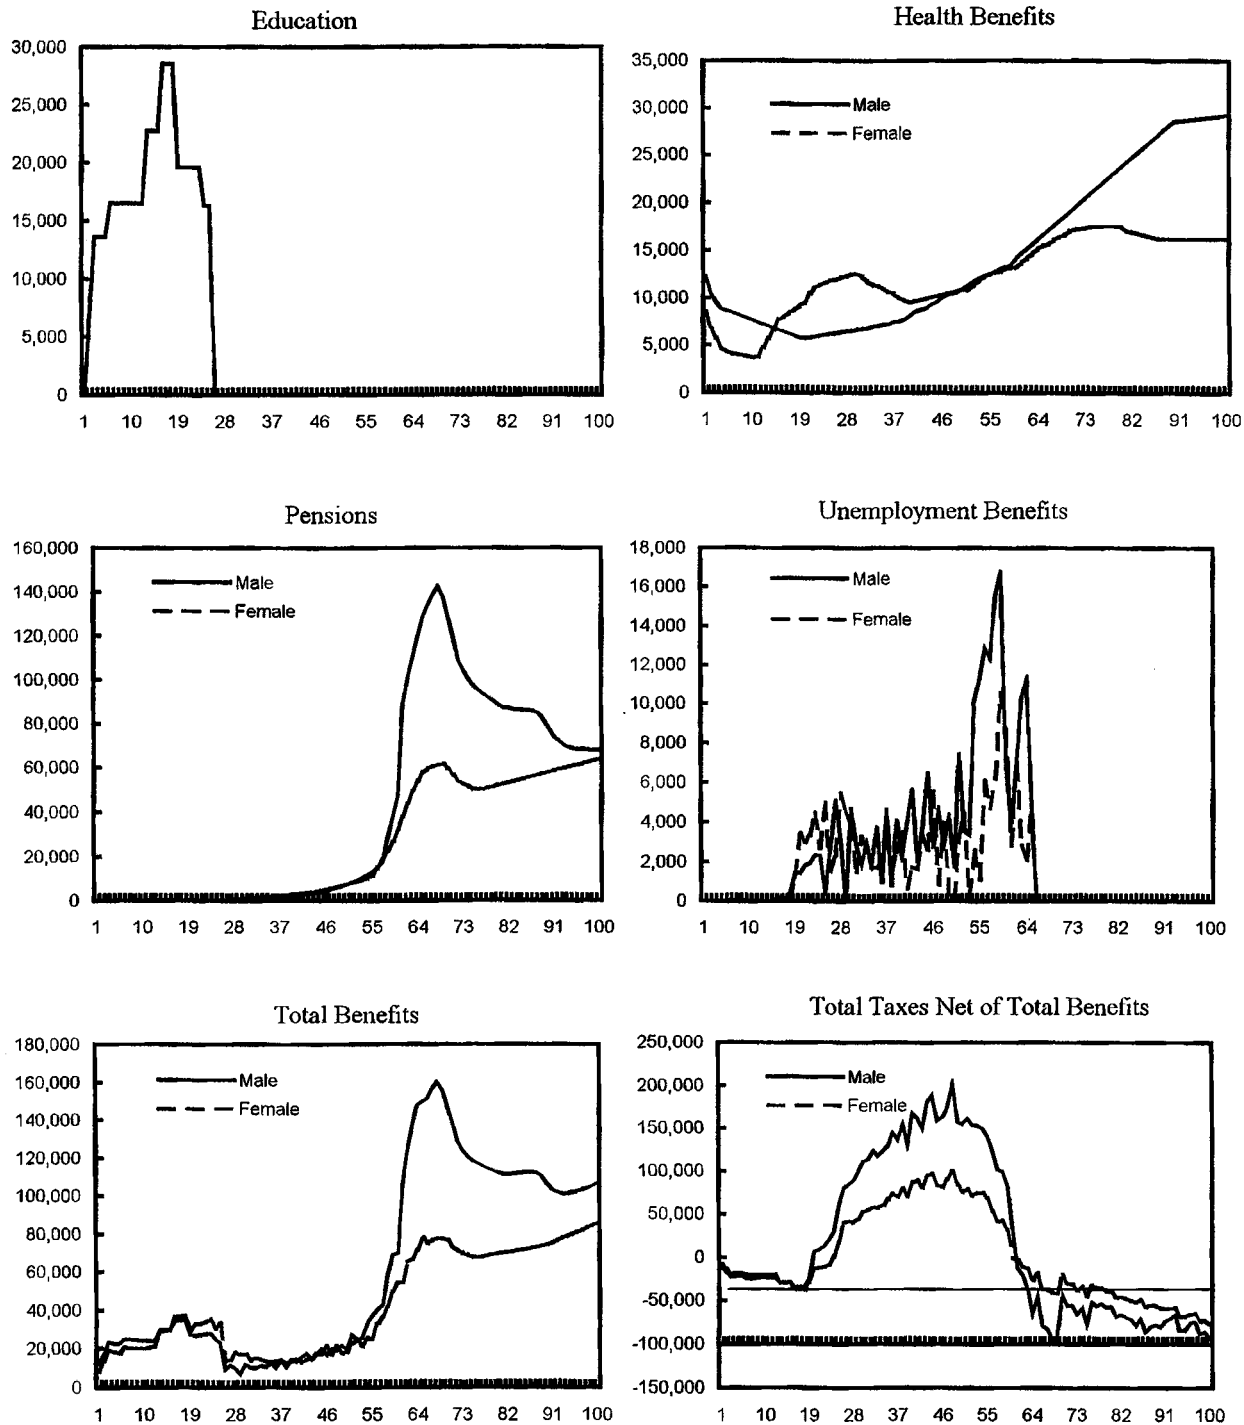 Education
30,000
25,000
20,000
15,000
10,000
5,000
0
1 10 19 28 37 46 55 64 73 82 91 100
Health Benefits
35,000
30,000
25,000
20,000
15,000
10,000
5,000
0
Male
Female
1 10 19 28 37 46 55 64 73 82 91 100
Pensions
160,000
140,000
120,000
100,000
80,000
60,000
40,000
20,000
0
Male
Female
1 10 19 28 37 46 55 64 73 82 91 100
Unemployment Benefits
18,000
16,000
14,000
12,000
10,000
8,000
6,000
4,000
2,000
0
Male
Female
1 10 19 28 37 46 55 64 73 82 91 100
Total Benefits
180,000
160,000
140,000
120,000
100,000
80,000
60,000
40,000
20,000
0
Male
Female
1 10 19 28 37 46 55 64 73 82 91 100
Total Taxes Net of Total Benefits
250,000
200,000
150,000
100,000
50,000
0
-50,000
-100,000
-150,000
Male
Female
1 10 19 28 37 46 55 64 73 82 91 100